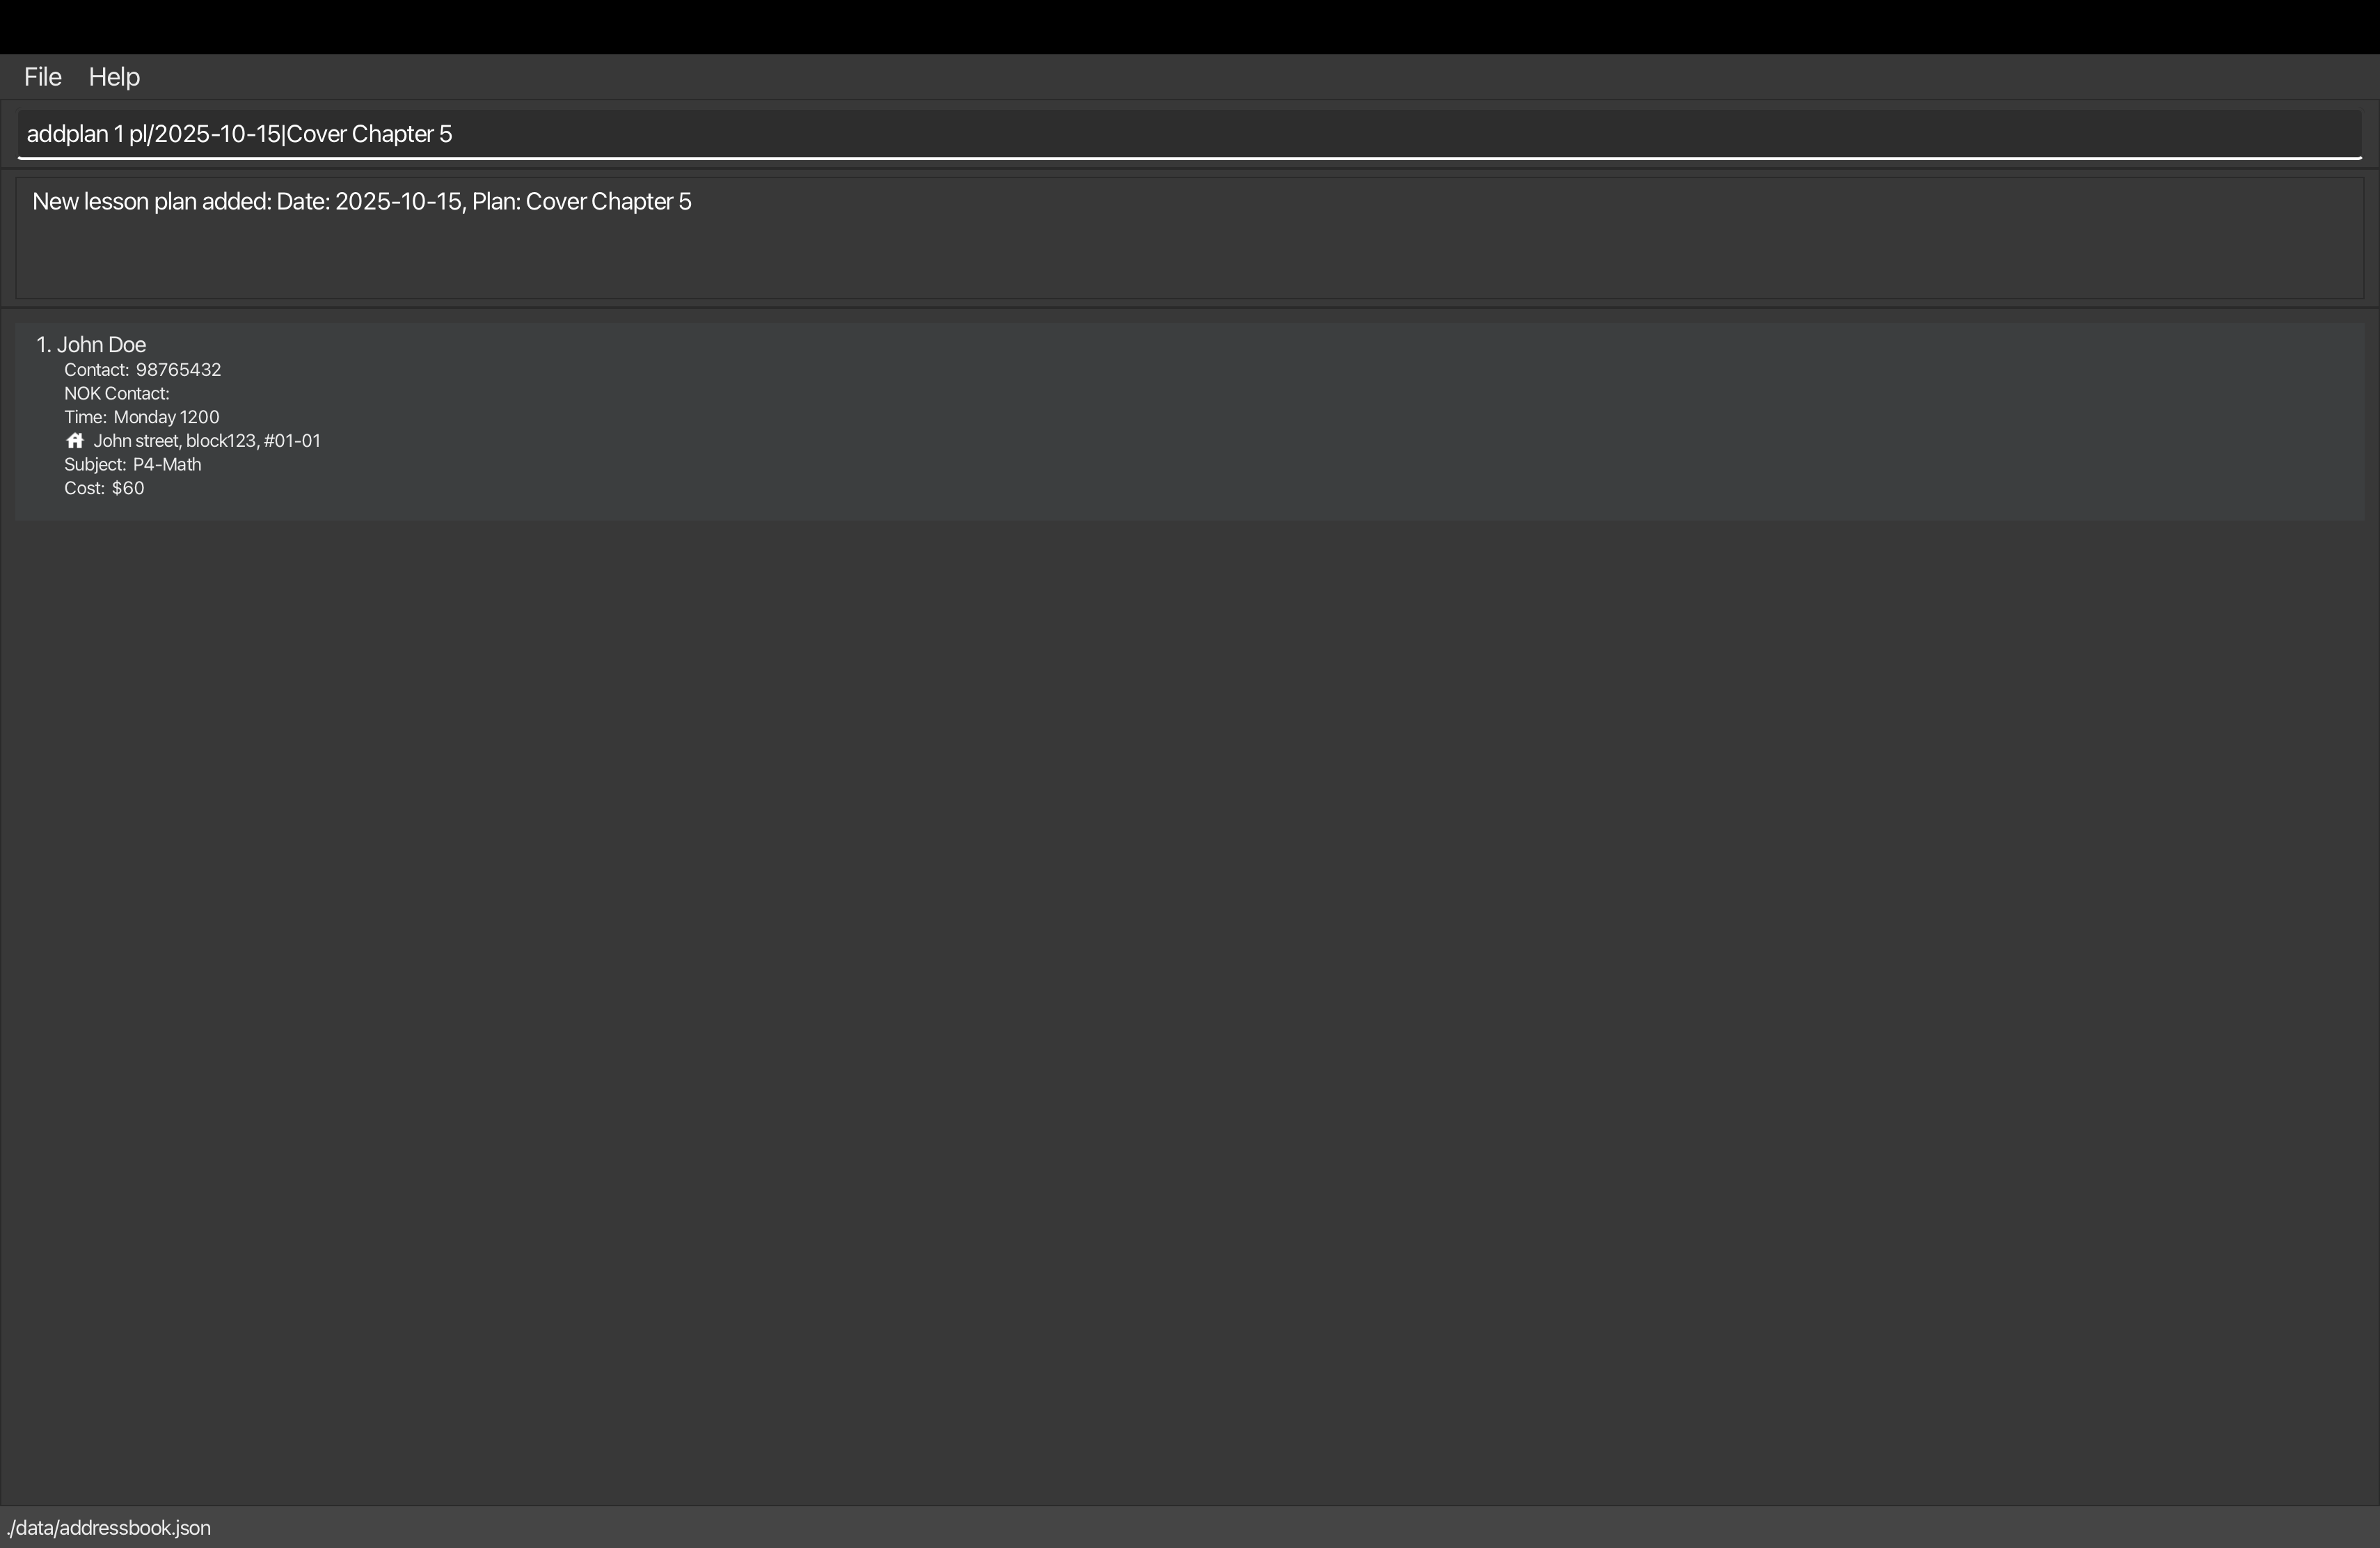 File Help
addplan 1 pl/2025-10-15|Cover Chapter 5
New lesson plan added: Date: 2025-10-15, Plan: Cover Chapter 5
1. John Doe
Contact: 98765432
NOK Contact:
Time: Monday 1200
John street, block123, #01-01
Subject: P4-Math
Cost: $60
./data/addressbook.json